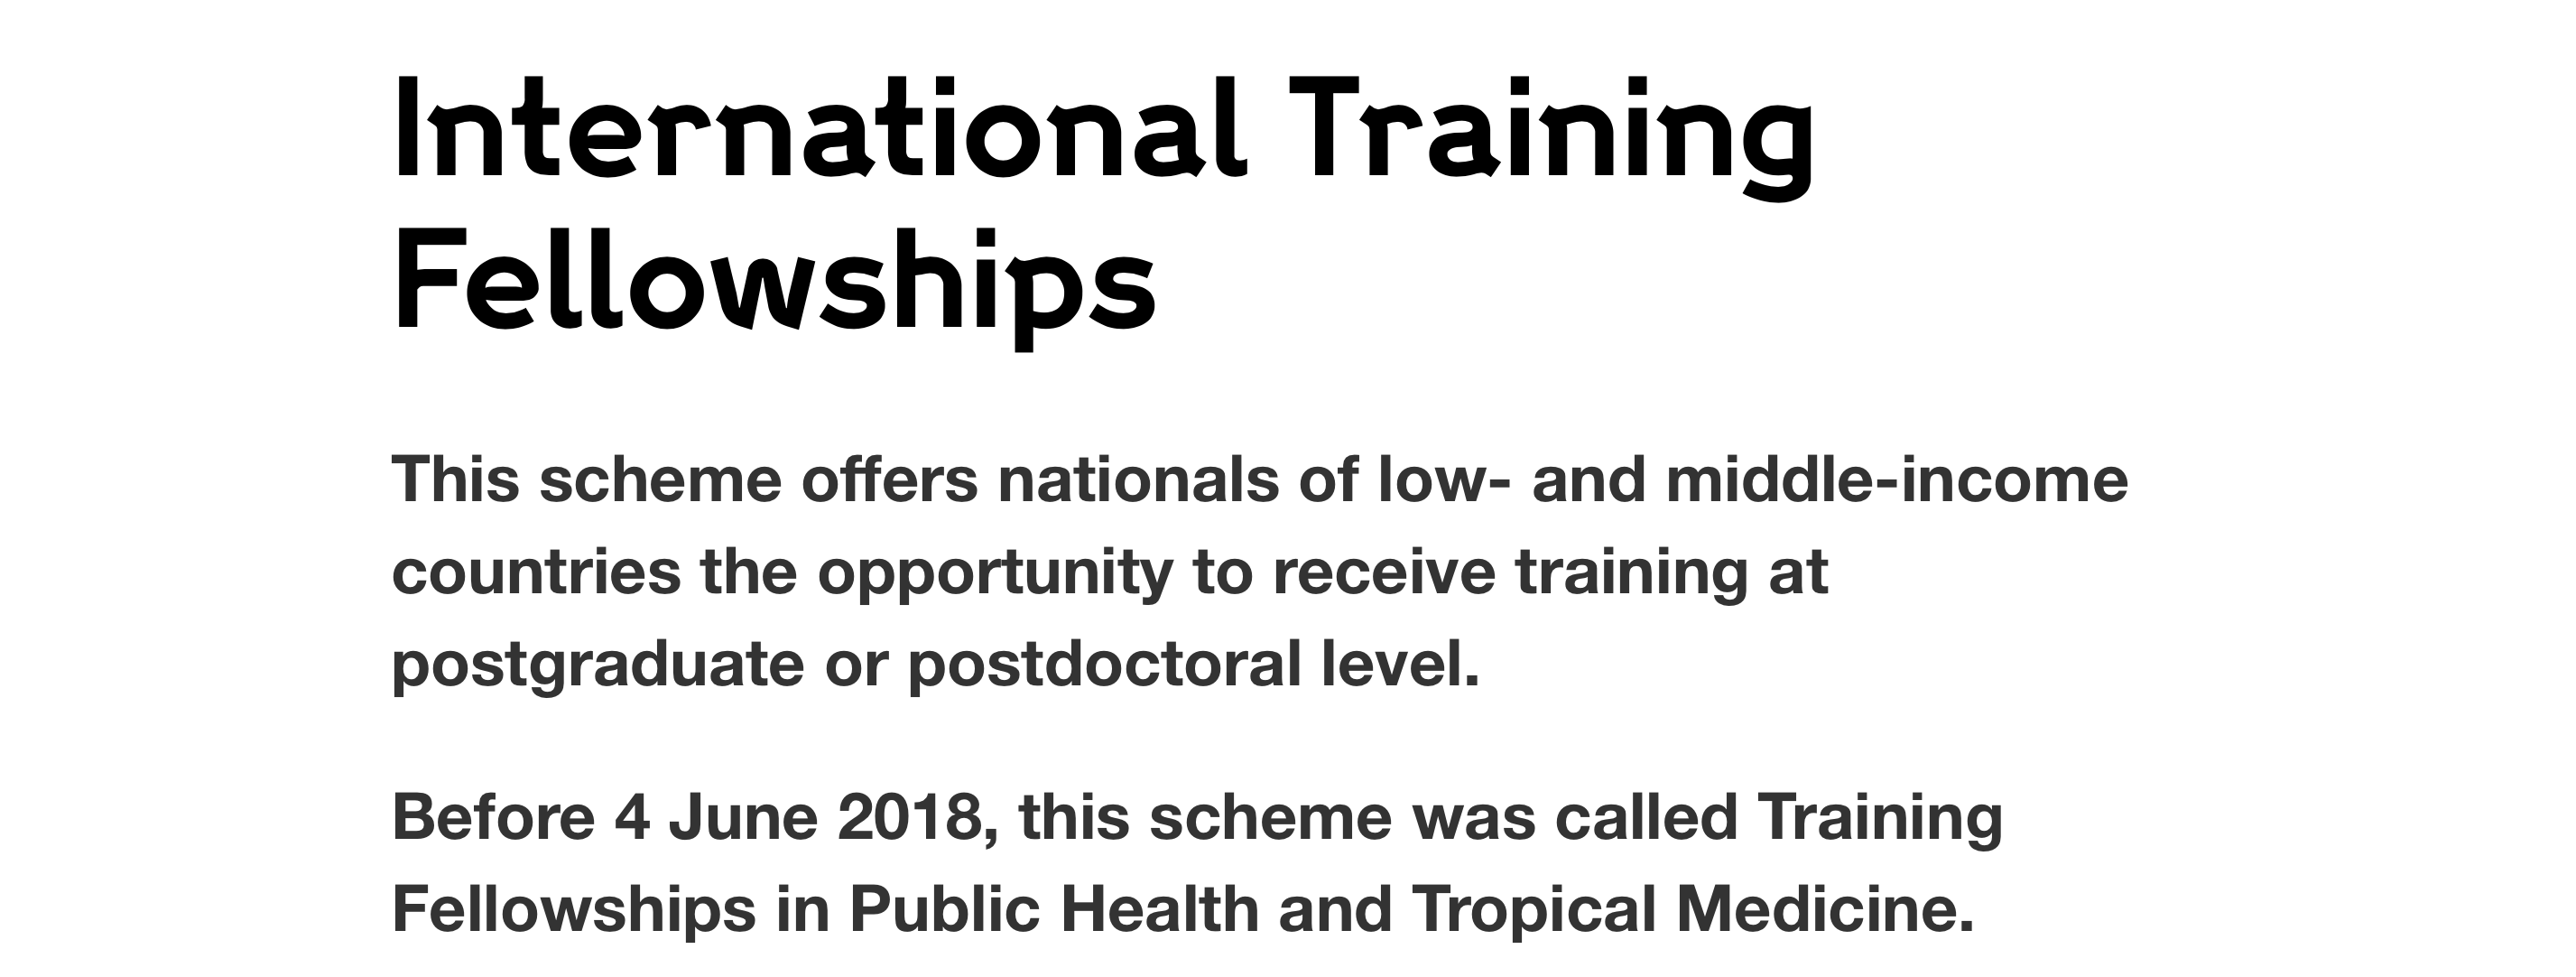 International Training
Fellowships
This scheme offers nationals of low- and middle-income
countries the opportunity to receive training at
postgraduate or postdoctoral level.
Before 4 June 2018, this scheme was called Training
Fellowships in Public Health and Tropical Medicine.